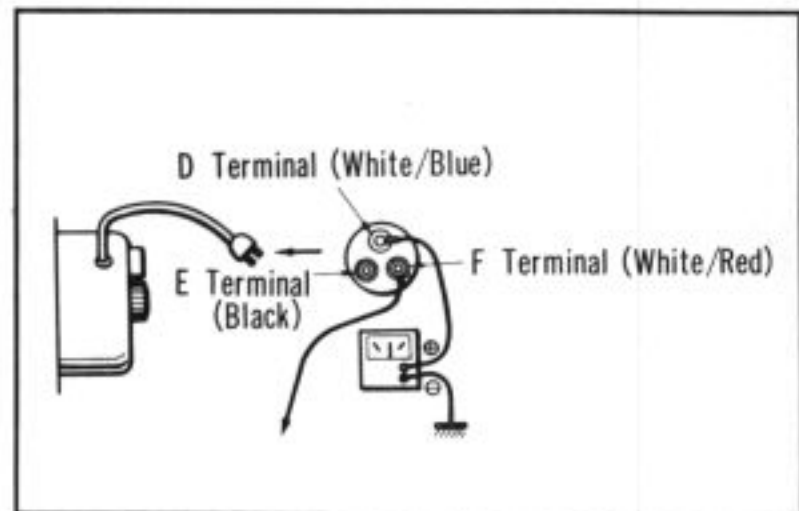 D Terminal (White/Blue)
E Terminal
(Black)
F Terminal (White/Red)
⊕
⊖